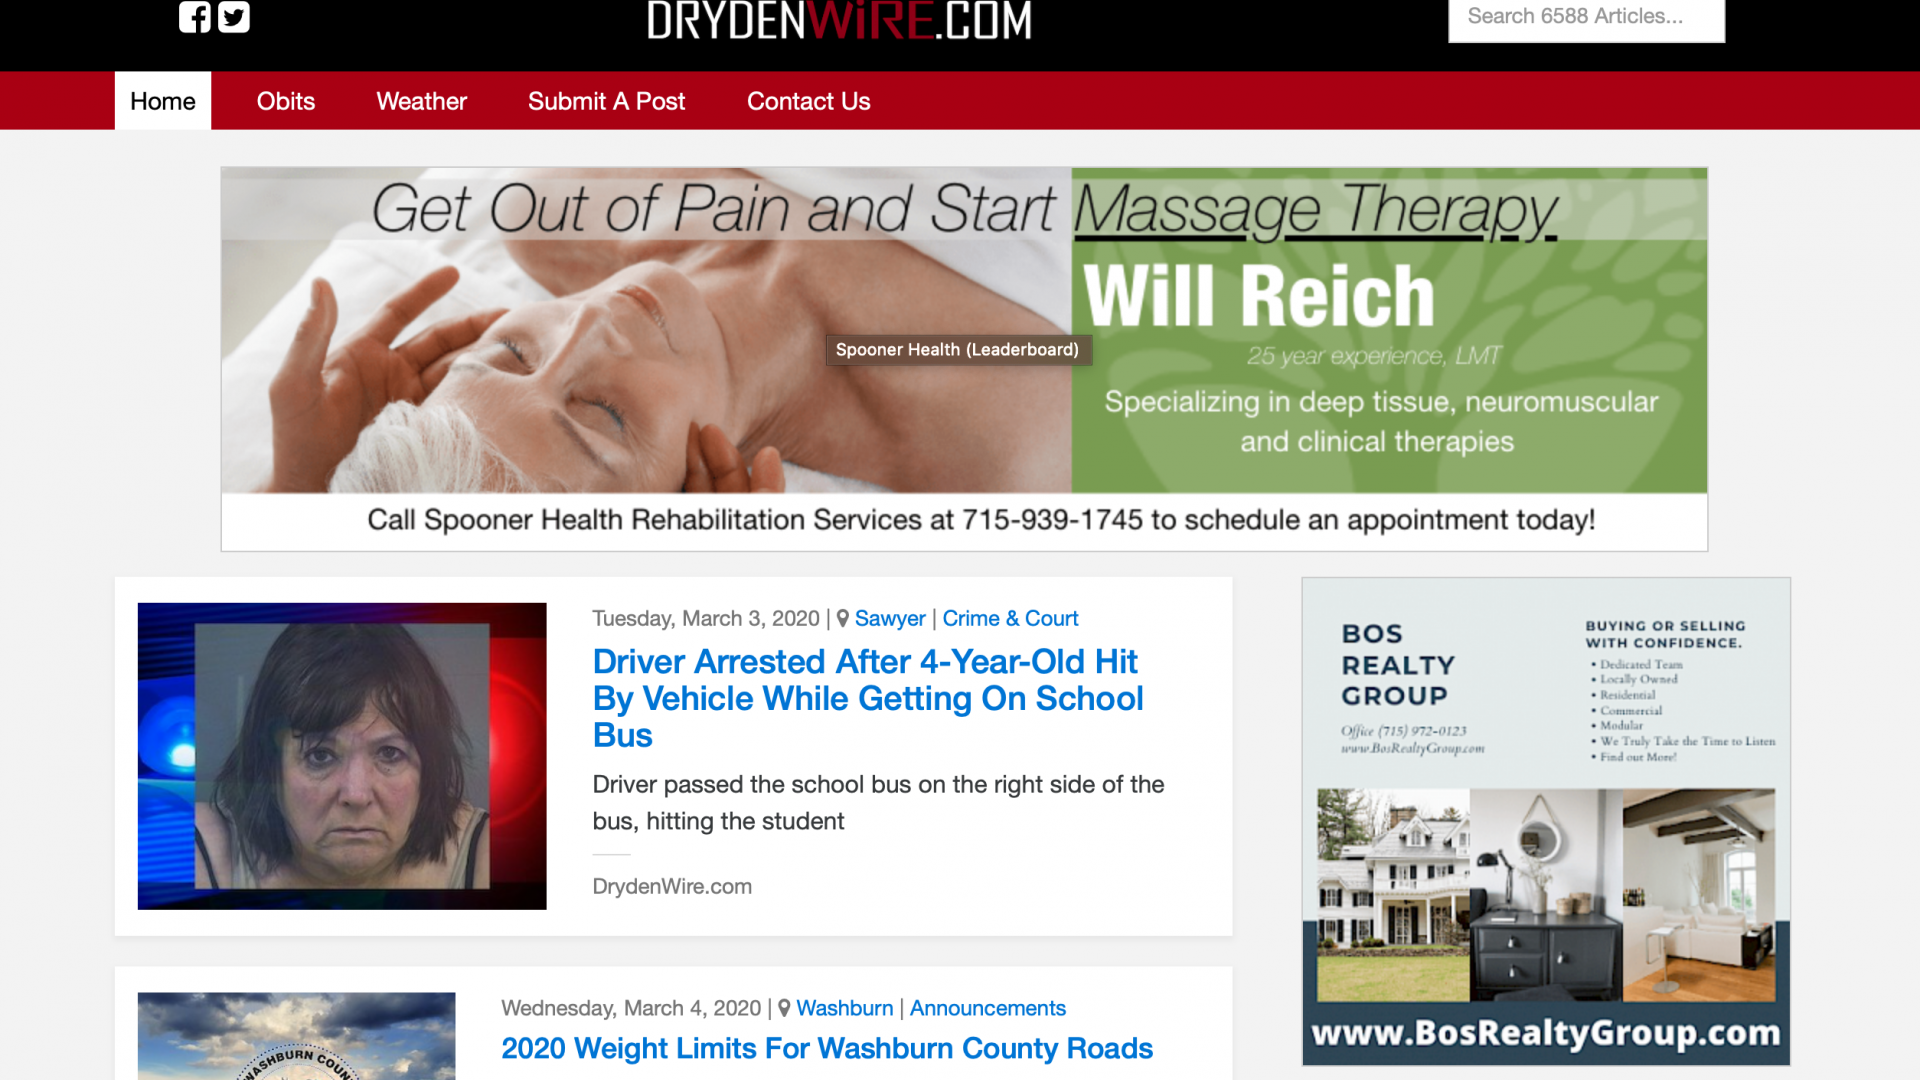 DRYDENWiRE.COM
Search 6588 Articles...
Home
Obits
Weather
Submit A Post
Contact Us
Get Out of Pain and Start Massage Therapy
Will Reich
25 year experience, LMT
Spooner Health (Leaderboard)
Specializing in deep tissue, neuromuscular
and clinical therapies
Call Spooner Health Rehabilitation Services at 715-939-1745 to schedule an appointment today!
Tuesday, March 3, 2020 | Sawyer | Crime & Court
Driver Arrested After 4-Year-Old Hit
By Vehicle While Getting On School
Bus
Driver passed the school bus on the right side of the
bus, hitting the student
DrydenWire.com
Wednesday, March 4, 2020 | Washburn | Announcements
2020 Weight Limits For Washburn County Roads
WASHBURN COUN
BOS
REALTY
GROUP
Office (715) 972-0123
www.BosRealtyGroup.com
BUYING OR SELLING
WITH CONFIDENCE.
• Dedicated Team
• Locally Owned
• Residential
• Commercial
• Modular
• We Truly Take the Time to Listen
• Find out More!
www.BosRealtyGroup.com